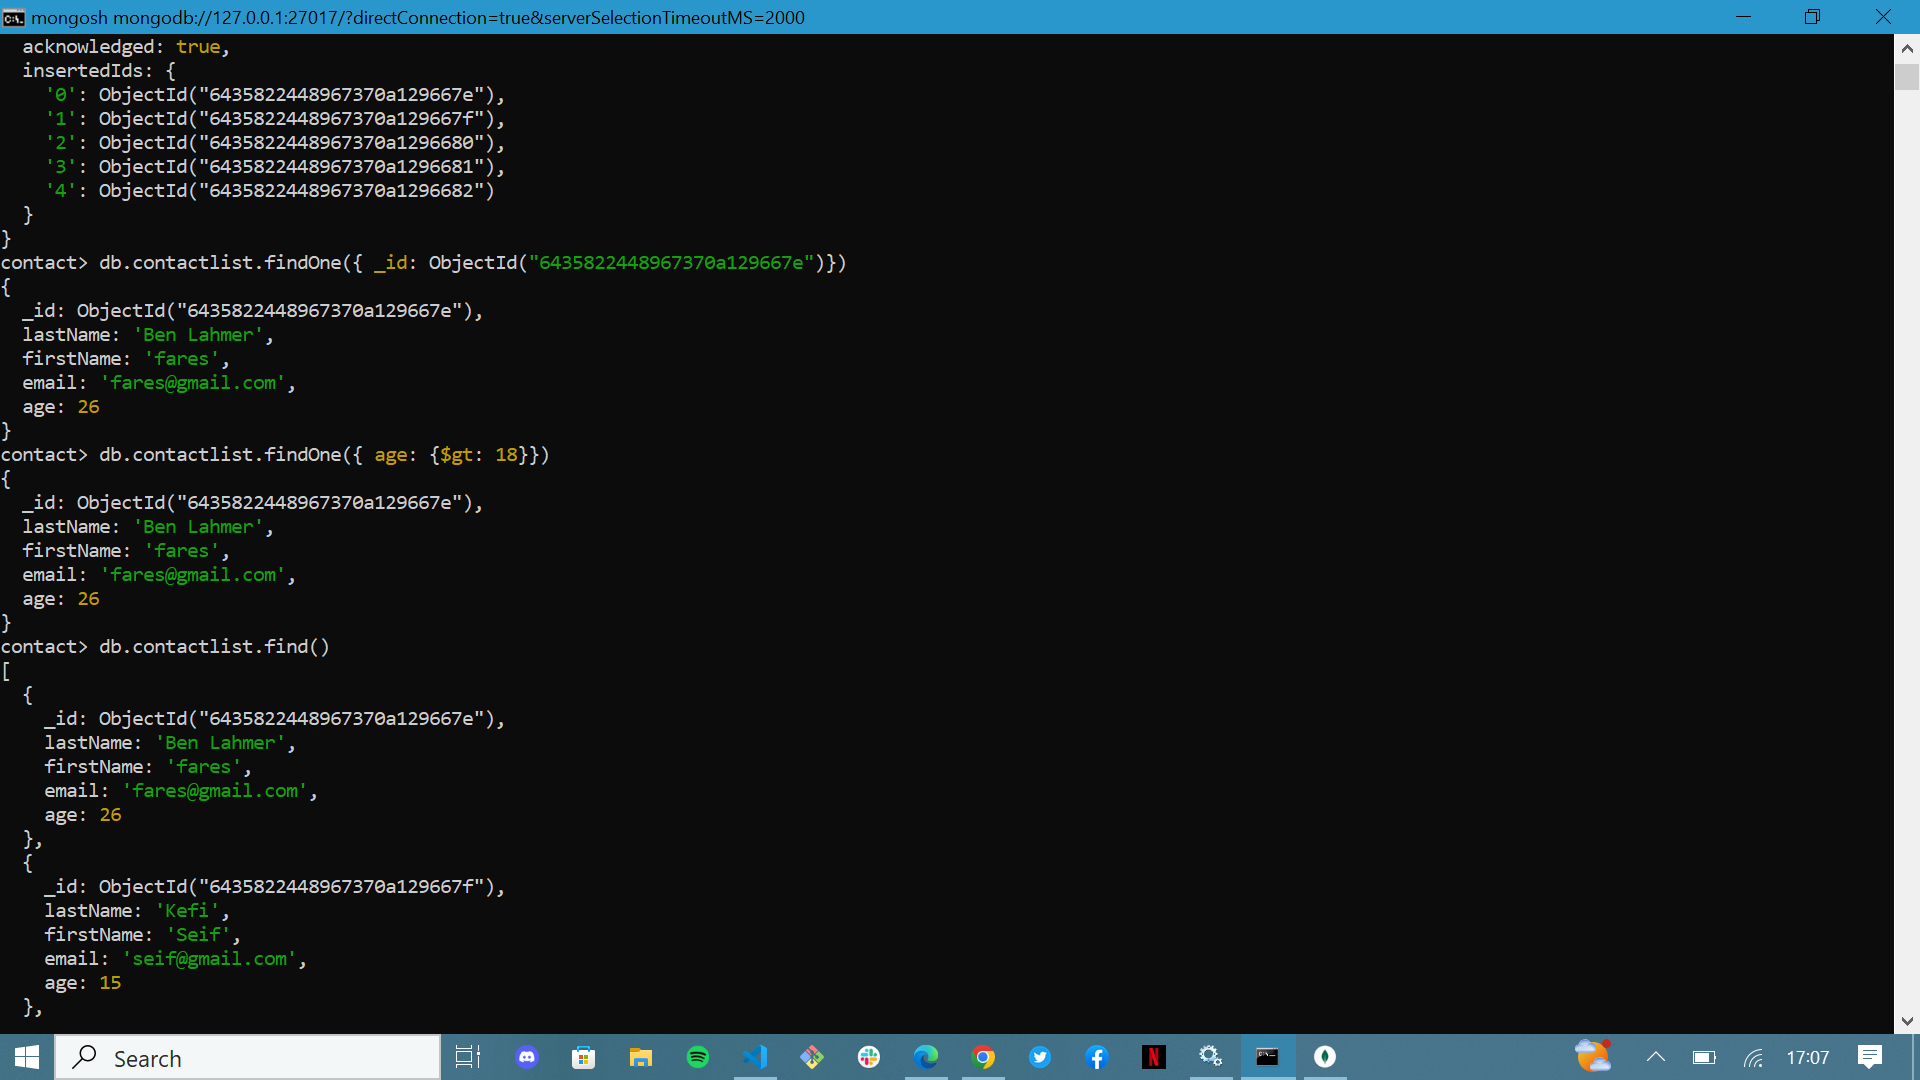 mongosh mongodb://127.0.0.1:27017/?directConnection=true&serverSelectionTimeoutMS=2000
  acknowledged: true,
  insertedIds: {
    '0': ObjectId("6435822448967370a129667e"),
    '1': ObjectId("6435822448967370a129667f"),
    '2': ObjectId("6435822448967370a1296680"),
    '3': ObjectId("6435822448967370a1296681"),
    '4': ObjectId("6435822448967370a1296682")
  }
}
contact> db.contactlist.findOne({ _id: ObjectId("6435822448967370a129667e")})
{
  _id: ObjectId("6435822448967370a129667e"),
  lastName: 'Ben Lahmer',
  firstName: 'fares',
  email: 'fares@gmail.com',
  age: 26
}
contact> db.contactlist.findOne({ age: {$gt: 18}})
{
  _id: ObjectId("6435822448967370a129667e"),
  lastName: 'Ben Lahmer',
  firstName: 'fares',
  email: 'fares@gmail.com',
  age: 26
}
contact> db.contactlist.find()
[
  {
    _id: ObjectId("6435822448967370a129667e"),
    lastName: 'Ben Lahmer',
    firstName: 'fares',
    email: 'fares@gmail.com',
    age: 26
  },
  {
    _id: ObjectId("6435822448967370a129667f"),
    lastName: 'Kefi',
    firstName: 'Seif',
    email: 'seif@gmail.com',
    age: 15
  },
Search
17:07